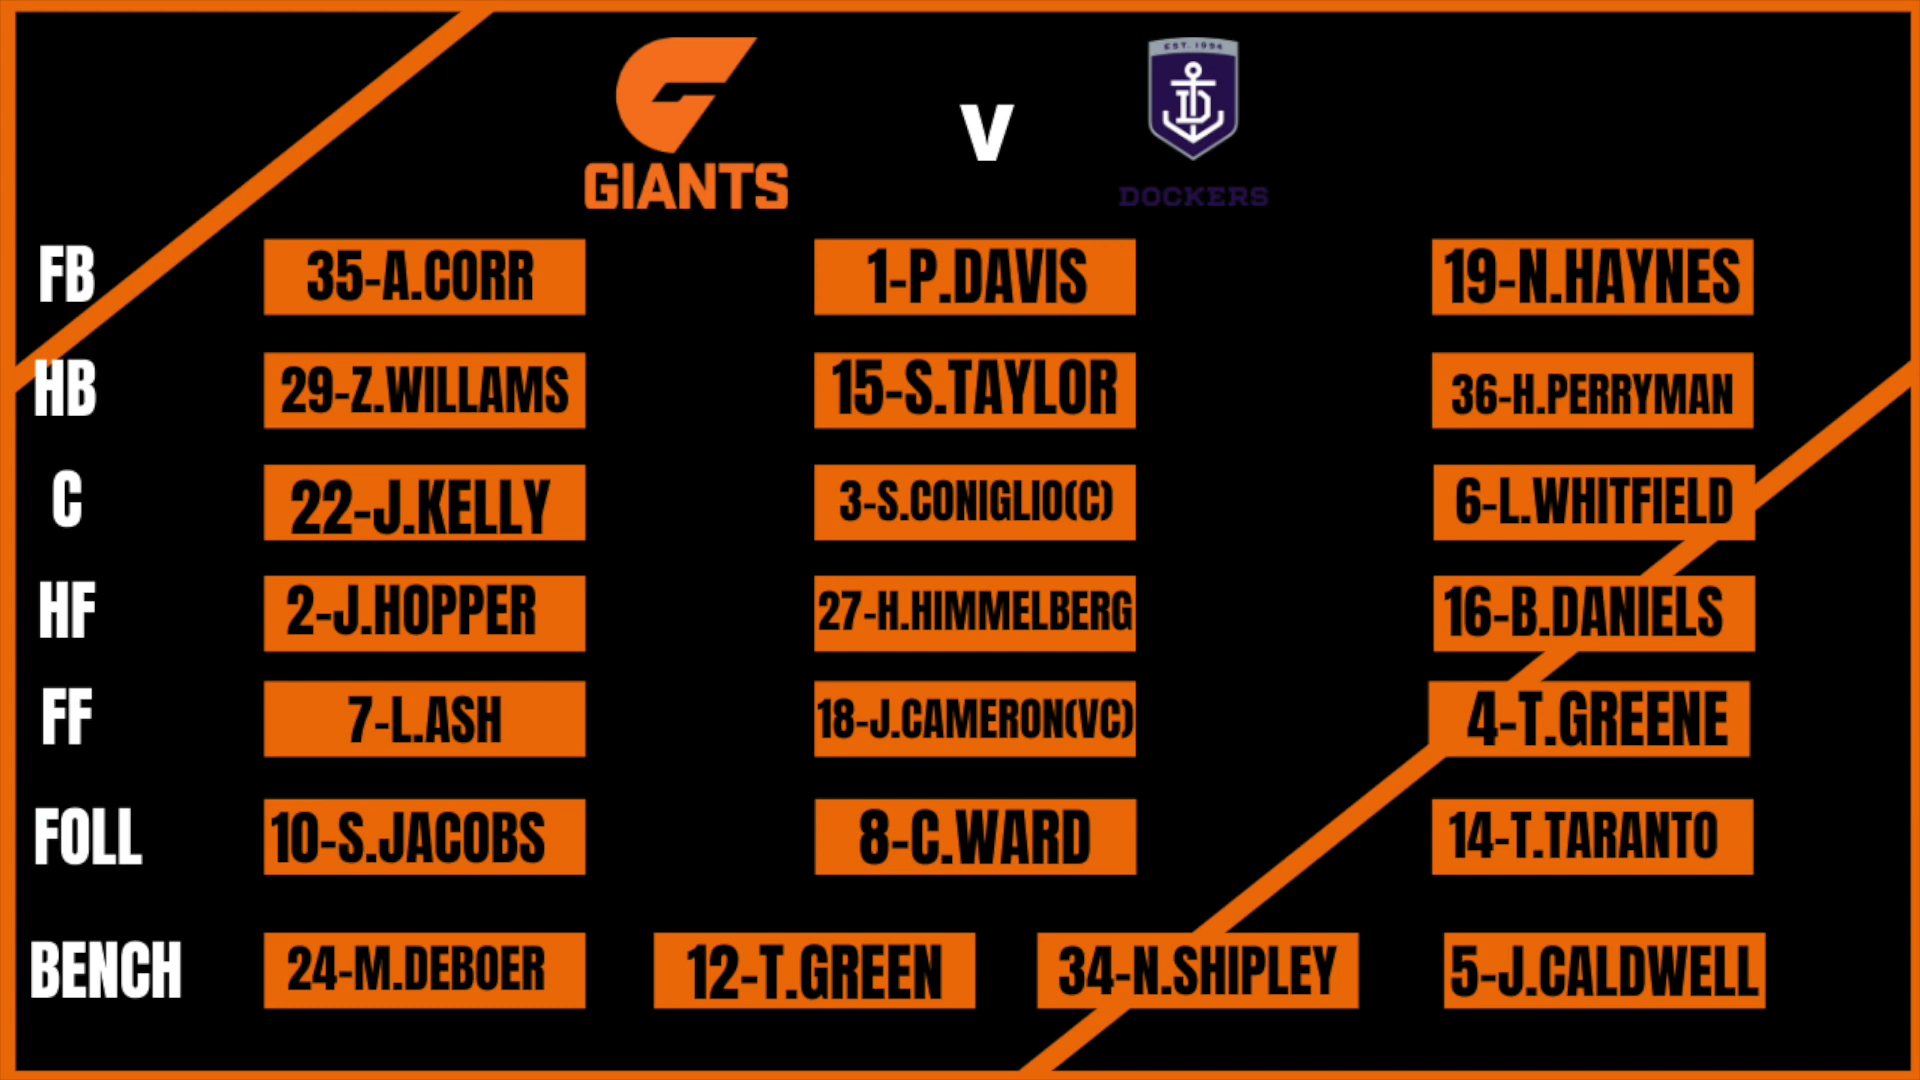 GIANTS
V
EST. 1994
D
DOCKERS
FB 35-A.CORR 1-P.DAVIS 19-N.HAYNES
HB 29-Z.WILLAMS 15-S.TAYLOR 36-H.PERRYMAN
C 22-J.KELLY 3-S.CONIGLIO(C) 6-L.WHITFIELD
HF 2-J.HOPPER 27-H.HIMMELBERG 16-B.DANIELS
FF 7-L.ASH 18-J.CAMERON(VC) 4-T.GREENE
FOLL 10-S.JACOBS 8-C.WARD 14-T.TARANTO
BENCH 24-M.DEBOER 12-T.GREEN 34-N.SHIPLEY 5-J.CALDWELL